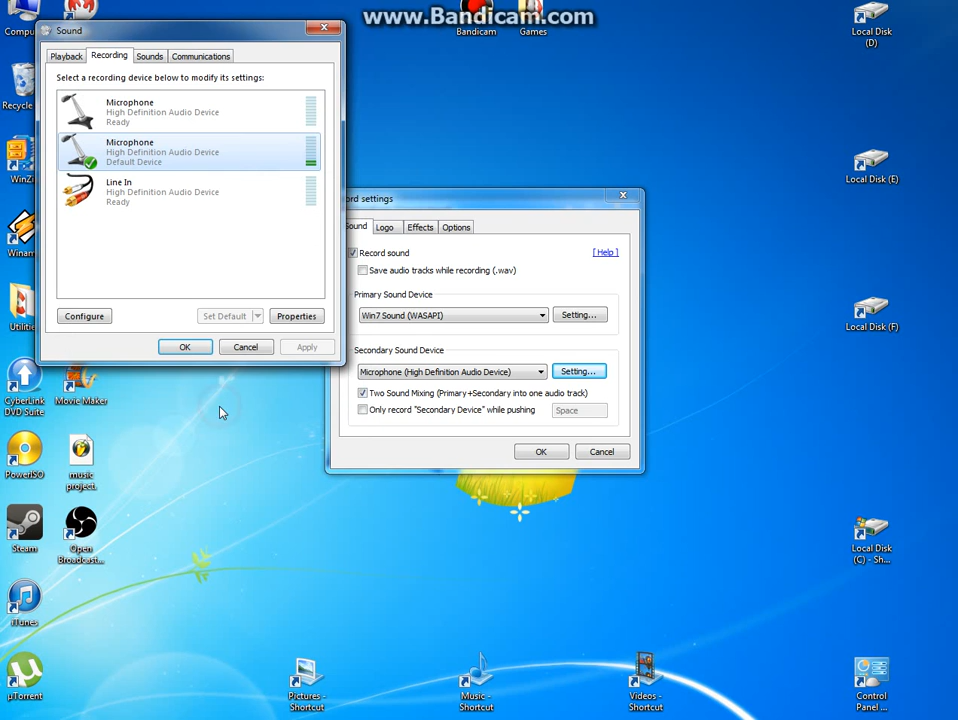 www.Bandicam.com
Compu
Recycle
WinZi
Winam
Utiliti
CyberLink
DVD Suite
Movie Maker
PowerISO
music
project.
Steam
Open
Broadcast...
iTunes
µTorrent
Bandicam
Games
Local Disk
(D)
Local Disk (E)
Local Disk (F)
Local Disk
(C) - Sh...
Pictures -
Shortcut
Music -
Shortcut
Videos -
Shortcut
Control
Panel ...
Sound
Playback
Recording
Sounds
Communications
Select a recording device below to modify its settings:
Microphone
High Definition Audio Device
Ready
Microphone
High Definition Audio Device
Default Device
Line In
High Definition Audio Device
Ready
Configure
Set Default
Properties
OK
Cancel
Apply
ord settings
Sound
Logo
Effects
Options
Record sound
[ Help ]
Save audio tracks while recording (.wav)
Primary Sound Device
Win7 Sound (WASAPI)
Setting...
Secondary Sound Device
Microphone (High Definition Audio Device)
Setting...
Two Sound Mixing (Primary+Secondary into one audio track)
Only record "Secondary Device" while pushing
Space
OK
Cancel